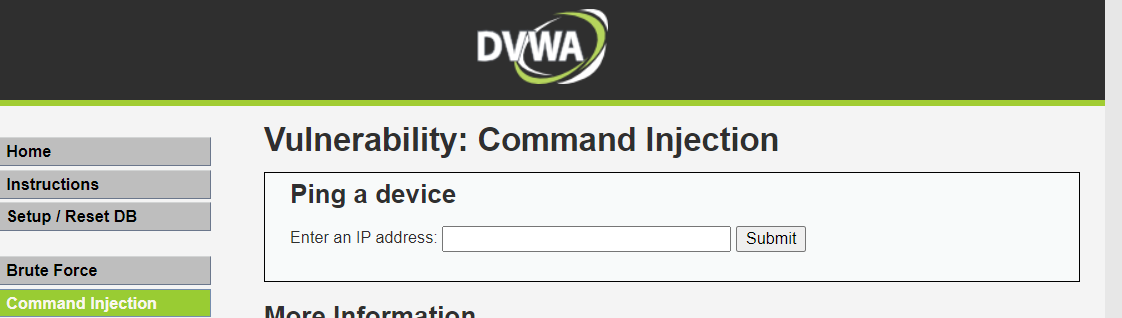 DVWA
Vulnerability: Command Injection
Home
Instructions
Setup / Reset DB
Brute Force
Command Injection
Ping a device
Enter an IP address: Submit
More Information